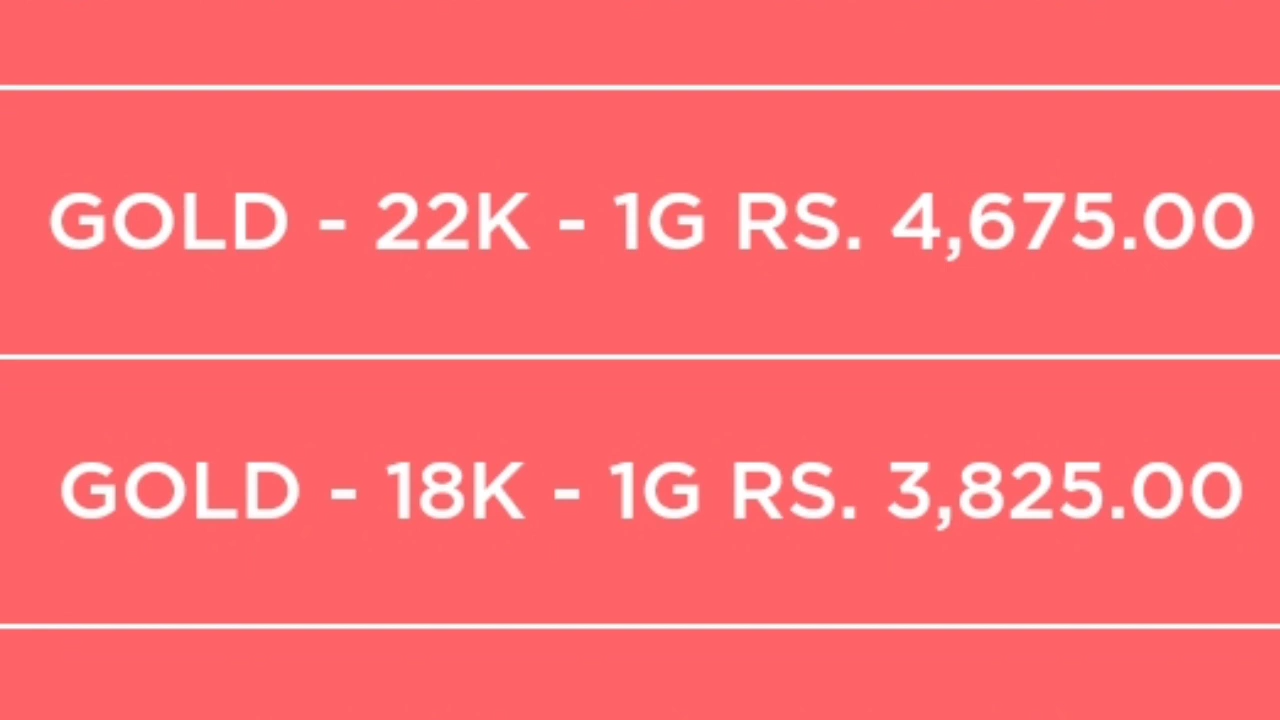 GOLD - 22K - 1G RS. 4,675.00
GOLD - 18K - 1G RS. 3,825.00